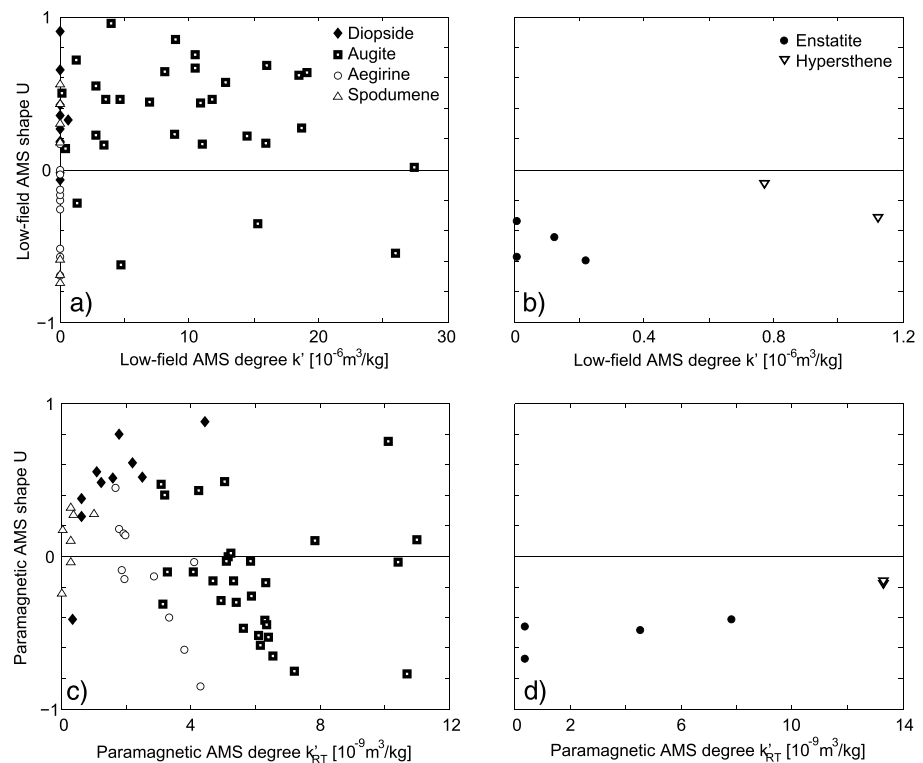 1
0
−1
Low-field AMS shape U
Diopside
Augite
Aegirine
Spodumene
a)
0 10 20 30
Low-field AMS degree k' [10⁻⁶m³/kg]
Enstatite
Hypersthene
b)
0 0.4 0.8 1.2
Low-field AMS degree k' [10⁻⁶m³/kg]
1
0
−1
Paramagnetic AMS shape U
c)
0 4 8 12
Paramagnetic AMS degree k'RT [10⁻⁹m³/kg]
d)
0 2 6 10 14
Paramagnetic AMS degree k'RT [10⁻⁹m³/kg]